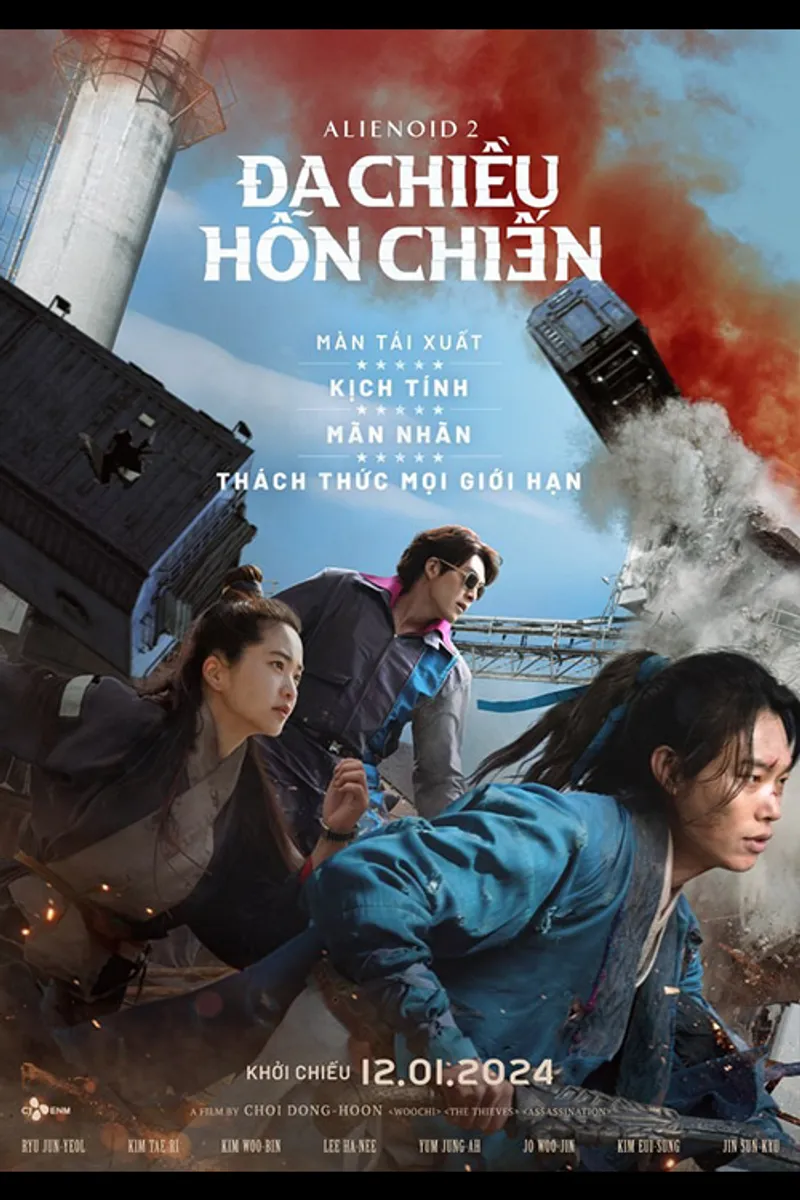 ALIENOID 2
ĐA CHIỀU
HỖN CHIẾN
MÀN TÁI XUẤT
KỊCH TÍNH
MÃN NHÃN
THÁCH THỨC MỌI GIỚI HẠN
KHỞI CHIẾU 12.01.2024
CJ ENM
A FILM BY CHOI DONG-HOON <WOOCHI> <THE THIEVES> <ASSASSINATION>
RYU JUN-YEOL KIM TAE RI KIM WOO-BIN LEE HA-NEE YUM JUNG-AH JO WOO-JIN KIM EUI-SUNG JIN SUN-KYU